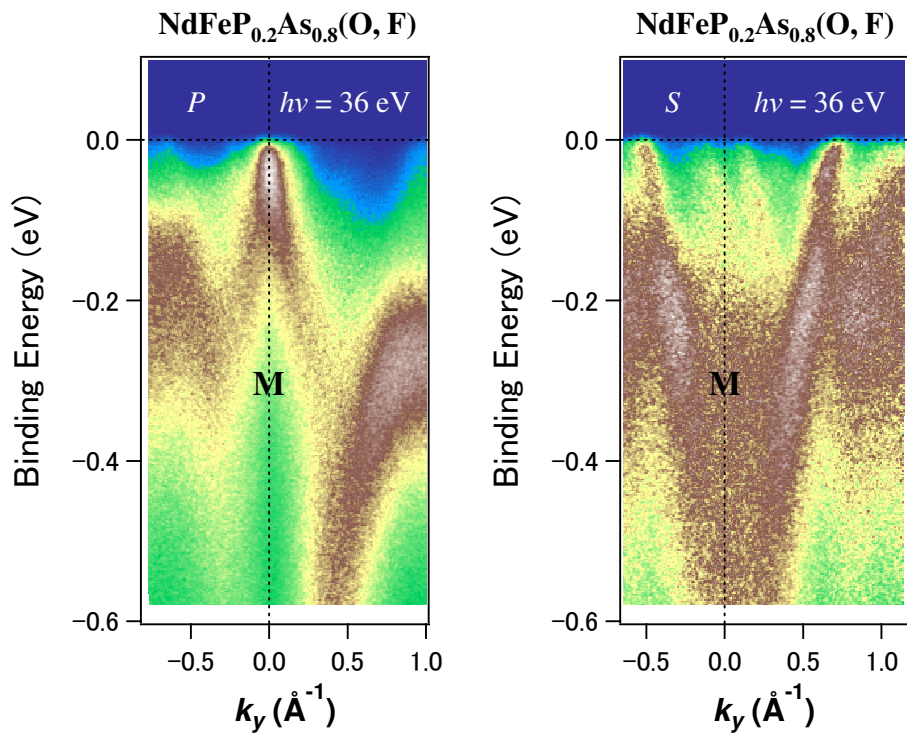 NdFeP₀.₂As₀.₈(O, F)
P hν = 36 eV
0.0
−0.2
−0.4
−0.6
Binding Energy (eV)
M
−0.5 0.0 0.5 1.0
k_y (Å⁻¹)
NdFeP₀.₂As₀.₈(O, F)
S hν = 36 eV
0.0
−0.2
−0.4
−0.6
Binding Energy (eV)
M
−0.5 0.0 0.5 1.0
k_y (Å⁻¹)